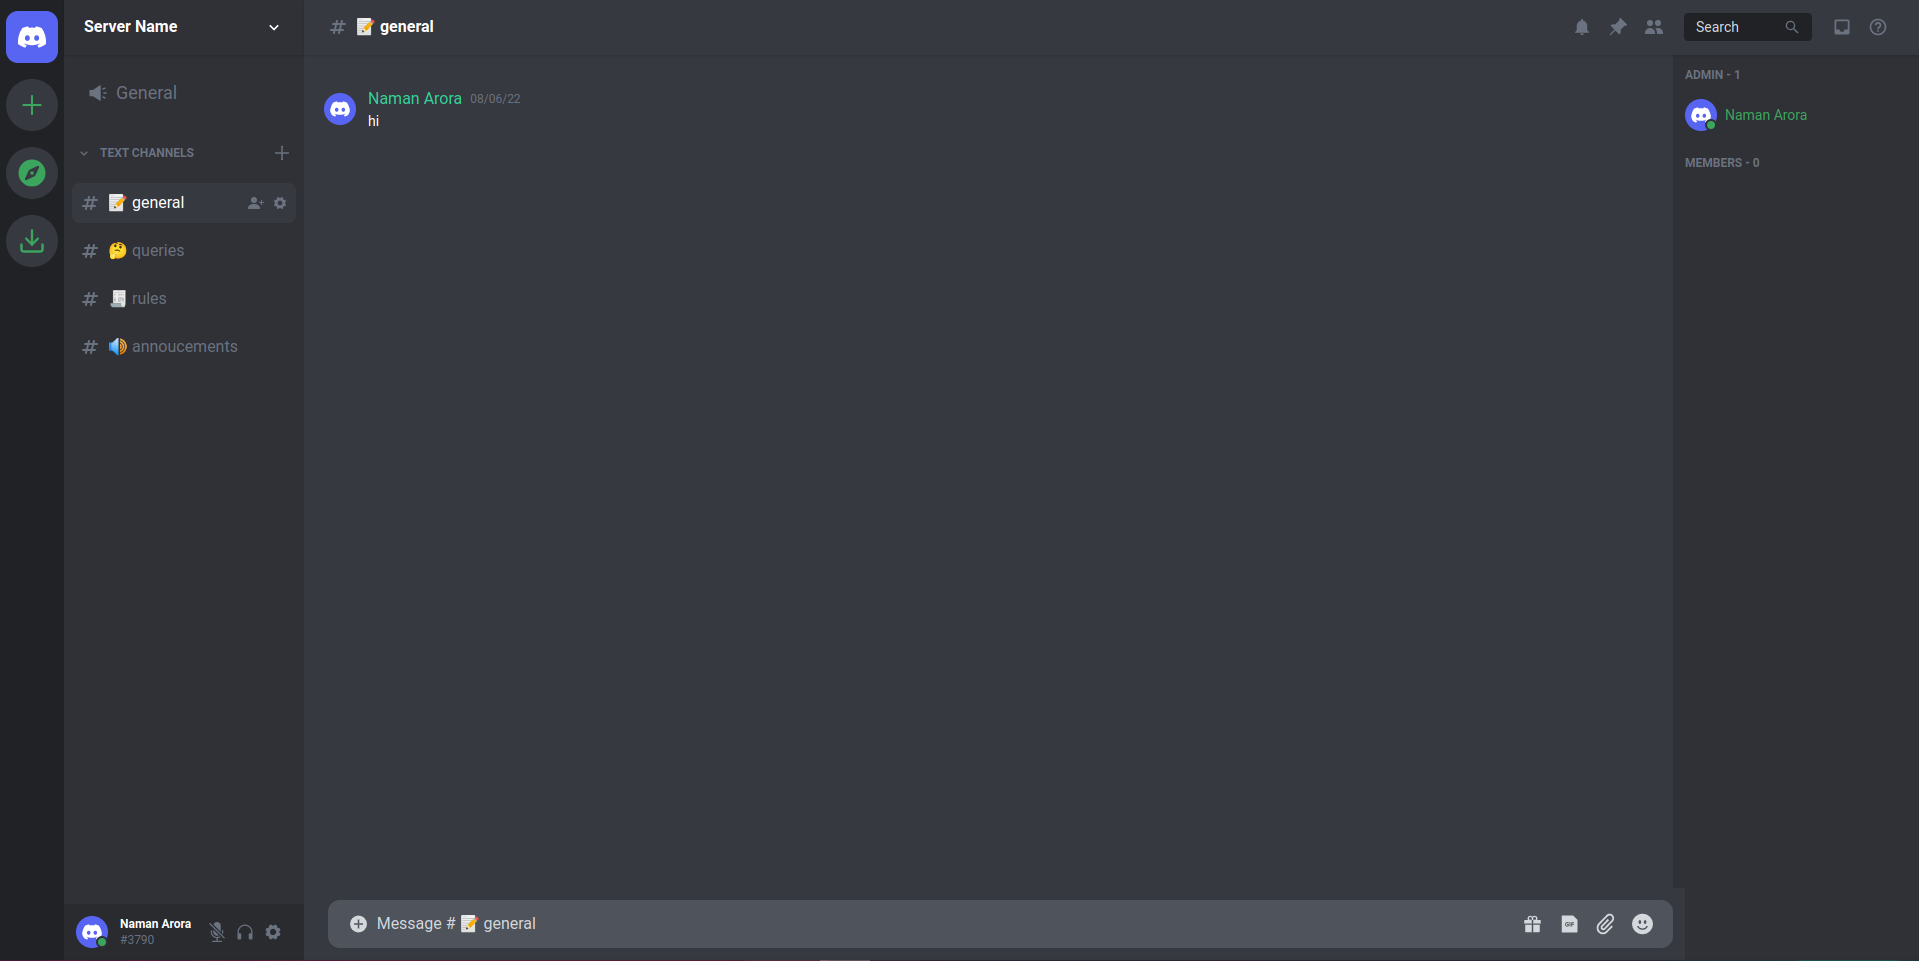 Server Name
# 📝 general
Search
General
TEXT CHANNELS
# 📝 general
# 🤔 queries
# 🧾 rules
# 🔊 annoucements
Naman Arora 08/06/22
hi
ADMIN - 1
Naman Arora
MEMBERS - 0
Naman Arora
#3790
Message # 📝 general
GIF